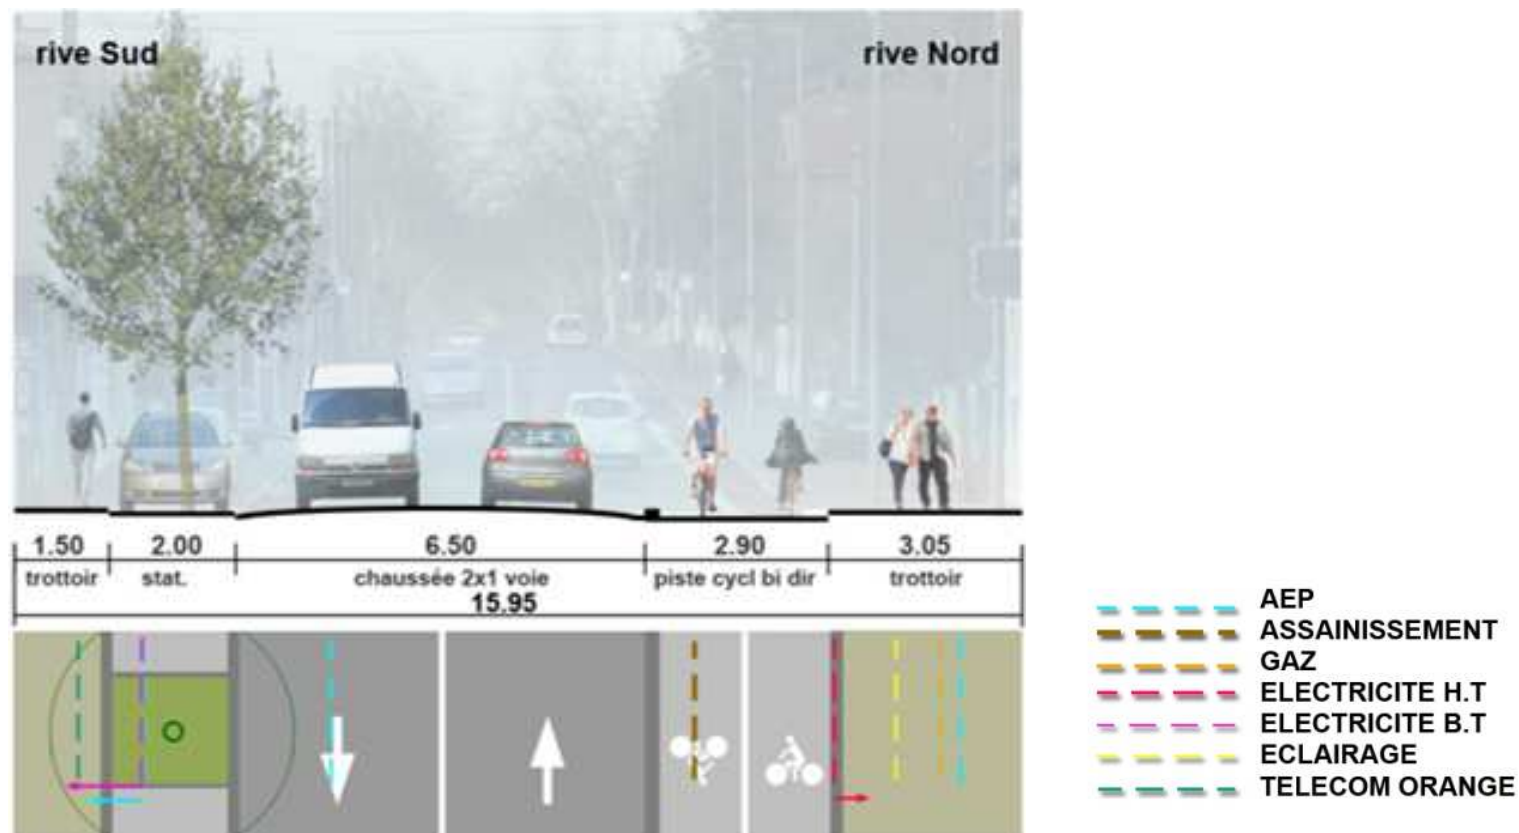 rive Sud rive Nord
1.50 2.00 6.50 2.90 3.05
trottoir stat. chaussée 2x1 voie piste cycl bi dir trottoir
15.95
AEP
ASSAINISSEMENT
GAZ
ELECTRICITE H.T
ELECTRICITE B.T
ECLAIRAGE
TELECOM ORANGE